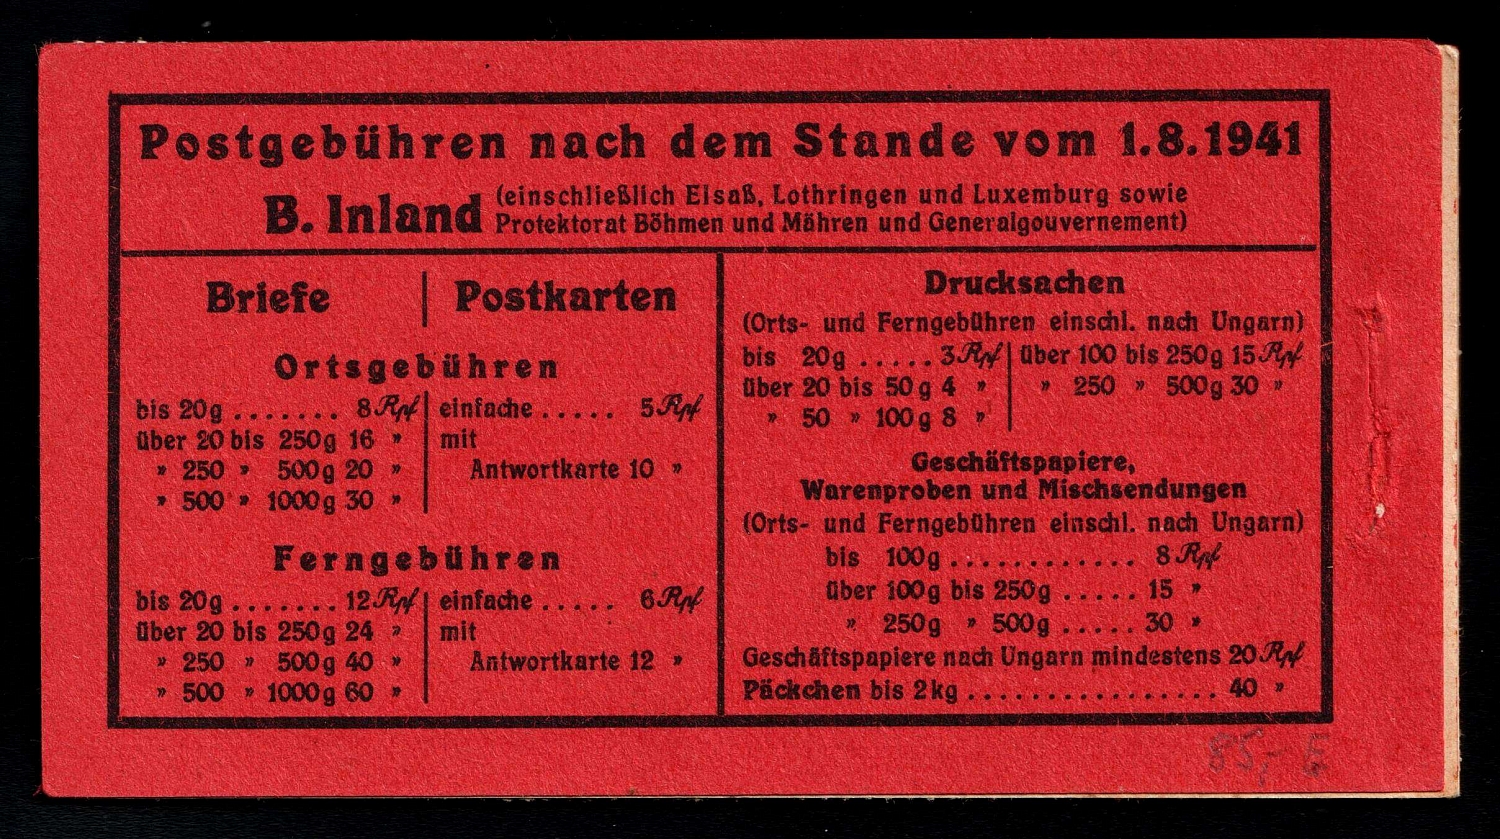 Postgebühren nach dem Stande vom 1.8.1941
B. Inland (einschließlich Elsaß, Lothringen und Luxemburg sowie
Protektorat Böhmen und Mähren und Generalgouvernement)
Briefe | Postkarten
Ortsgebühren
bis 20g ....... 8 Rpf
über 20 bis 250g 16 "
" 250 " 500g 20 "
" 500 " 1000g 30 "
einfache ..... 5 Rpf
mit
Antwortkarte 10 "
Ferngebühren
bis 20g ....... 12 Rpf
über 20 bis 250g 24 "
" 250 " 500g 40 "
" 500 " 1000g 60 "
einfache ..... 6 Rpf
mit
Antwortkarte 12 "
Drucksachen
(Orts- und Ferngebühren einschl. nach Ungarn)
bis 20g ..... 3 Rpf
über 20 bis 50g 4 "
" 50 " 100g 8 "
über 100 bis 250g 15 Rpf
" 250 " 500g 30 "
Geschäftspapiere,
Warenproben und Mischsendungen
(Orts- und Ferngebühren einschl. nach Ungarn)
bis 100g ............ 8 Rpf
über 100g bis 250g ..... 15 "
" 250g " 500g ..... 30 "
Geschäftspapiere nach Ungarn mindestens 20 Rpf
Päckchen bis 2kg ................. 40 "
85,-